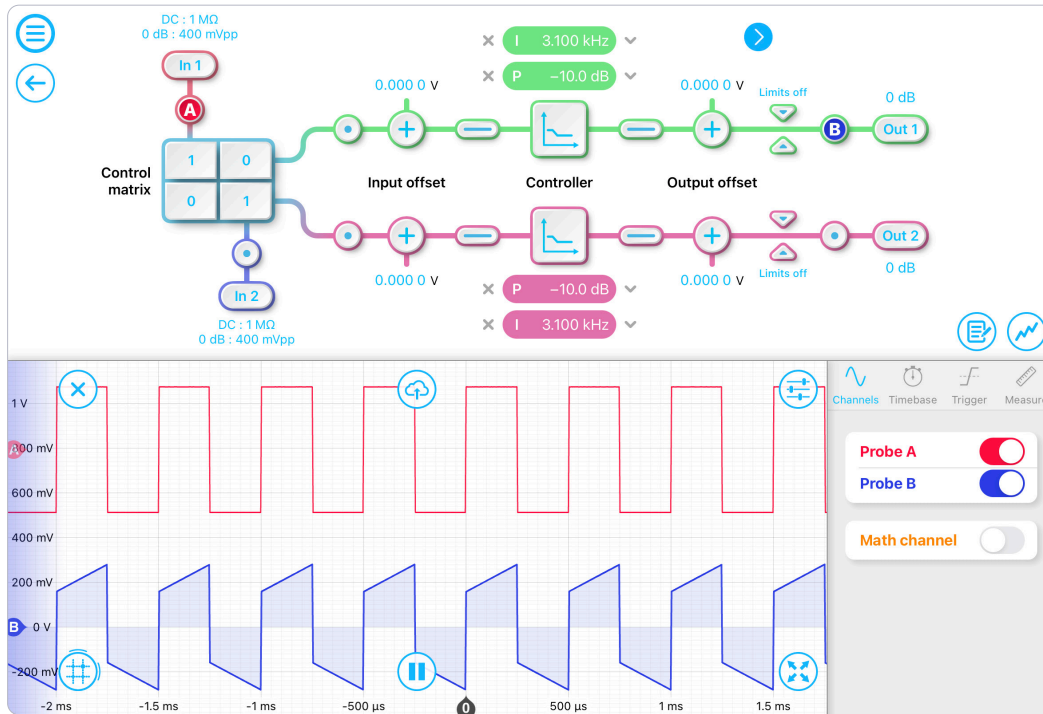 DC : 1 MΩ
0 dB : 400 mVpp
In 1
A
I 3.100 kHz
P −10.0 dB
0.000 0 V
0.000 0 V
Limits off
0 dB
B
Out 1
Control matrix
1 0
0 1
Input offset
Controller
Output offset
Out 2
0.000 0 V
0.000 0 V
Limits off
0 dB
P −10.0 dB
I 3.100 kHz
In 2
DC : 1 MΩ
0 dB : 400 mVpp
1 V
A
800 mV
600 mV
400 mV
200 mV
B
0 V
-200 mV
-2 ms
-1.5 ms
-1 ms
-500 µs
0
500 µs
1 ms
1.5 ms
Channels
Timebase
Trigger
Measure
Probe A
Probe B
Math channel